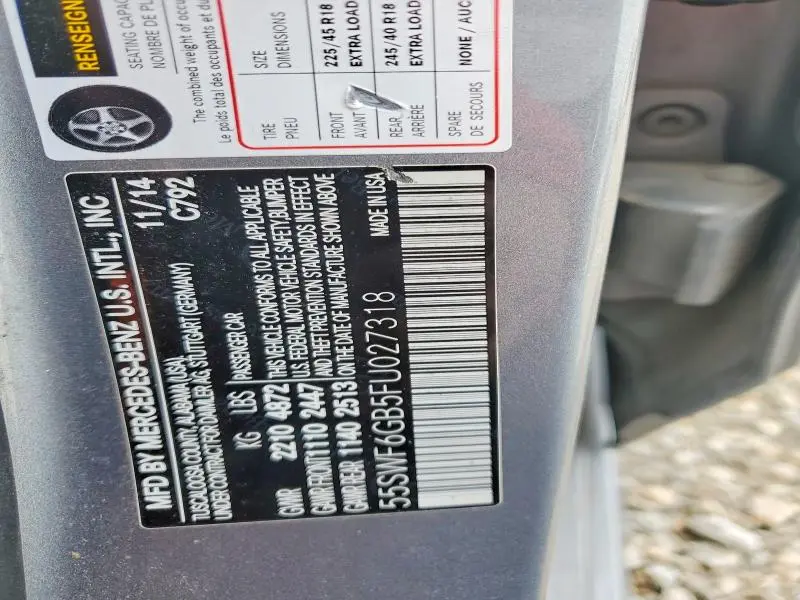 RENSEIGN
SEATING CAPAC
NOMBRE DE PL
The combined weight of occu
Le poids total des occupants et du
TIRE SIZE
PNEU DIMENSIONS
FRONT 225/45 R18
AVANT EXTRA LOAD
REAR 245/40 R18
ARRIÈRE EXTRA LOAD
SPARE NONE / AUC
DE SECOURS
MFD BY MERCEDES-BENZ U.S. INTL., INC
TUSCALOOSA COUNTY, ALABAMA (USA) 11/14
UNDER CONTRACT FOR DAIMLER AG, STUTTGART (GERMANY) C792
KG LBS PASSENGER CAR
GVWR 2210 4872 THIS VEHICLE CONFORMS TO ALL APPLICABLE
U.S. FEDERAL MOTOR VEHICLE SAFETY, BUMPER
GAWR FRONT 1110 2447 AND THEFT PREVENTION STANDARDS IN EFFECT
GAWR REAR 1140 2513 ON THE DATE OF MANUFACTURE SHOWN ABOVE
55SWF6GB5FU027318 MADE IN USA